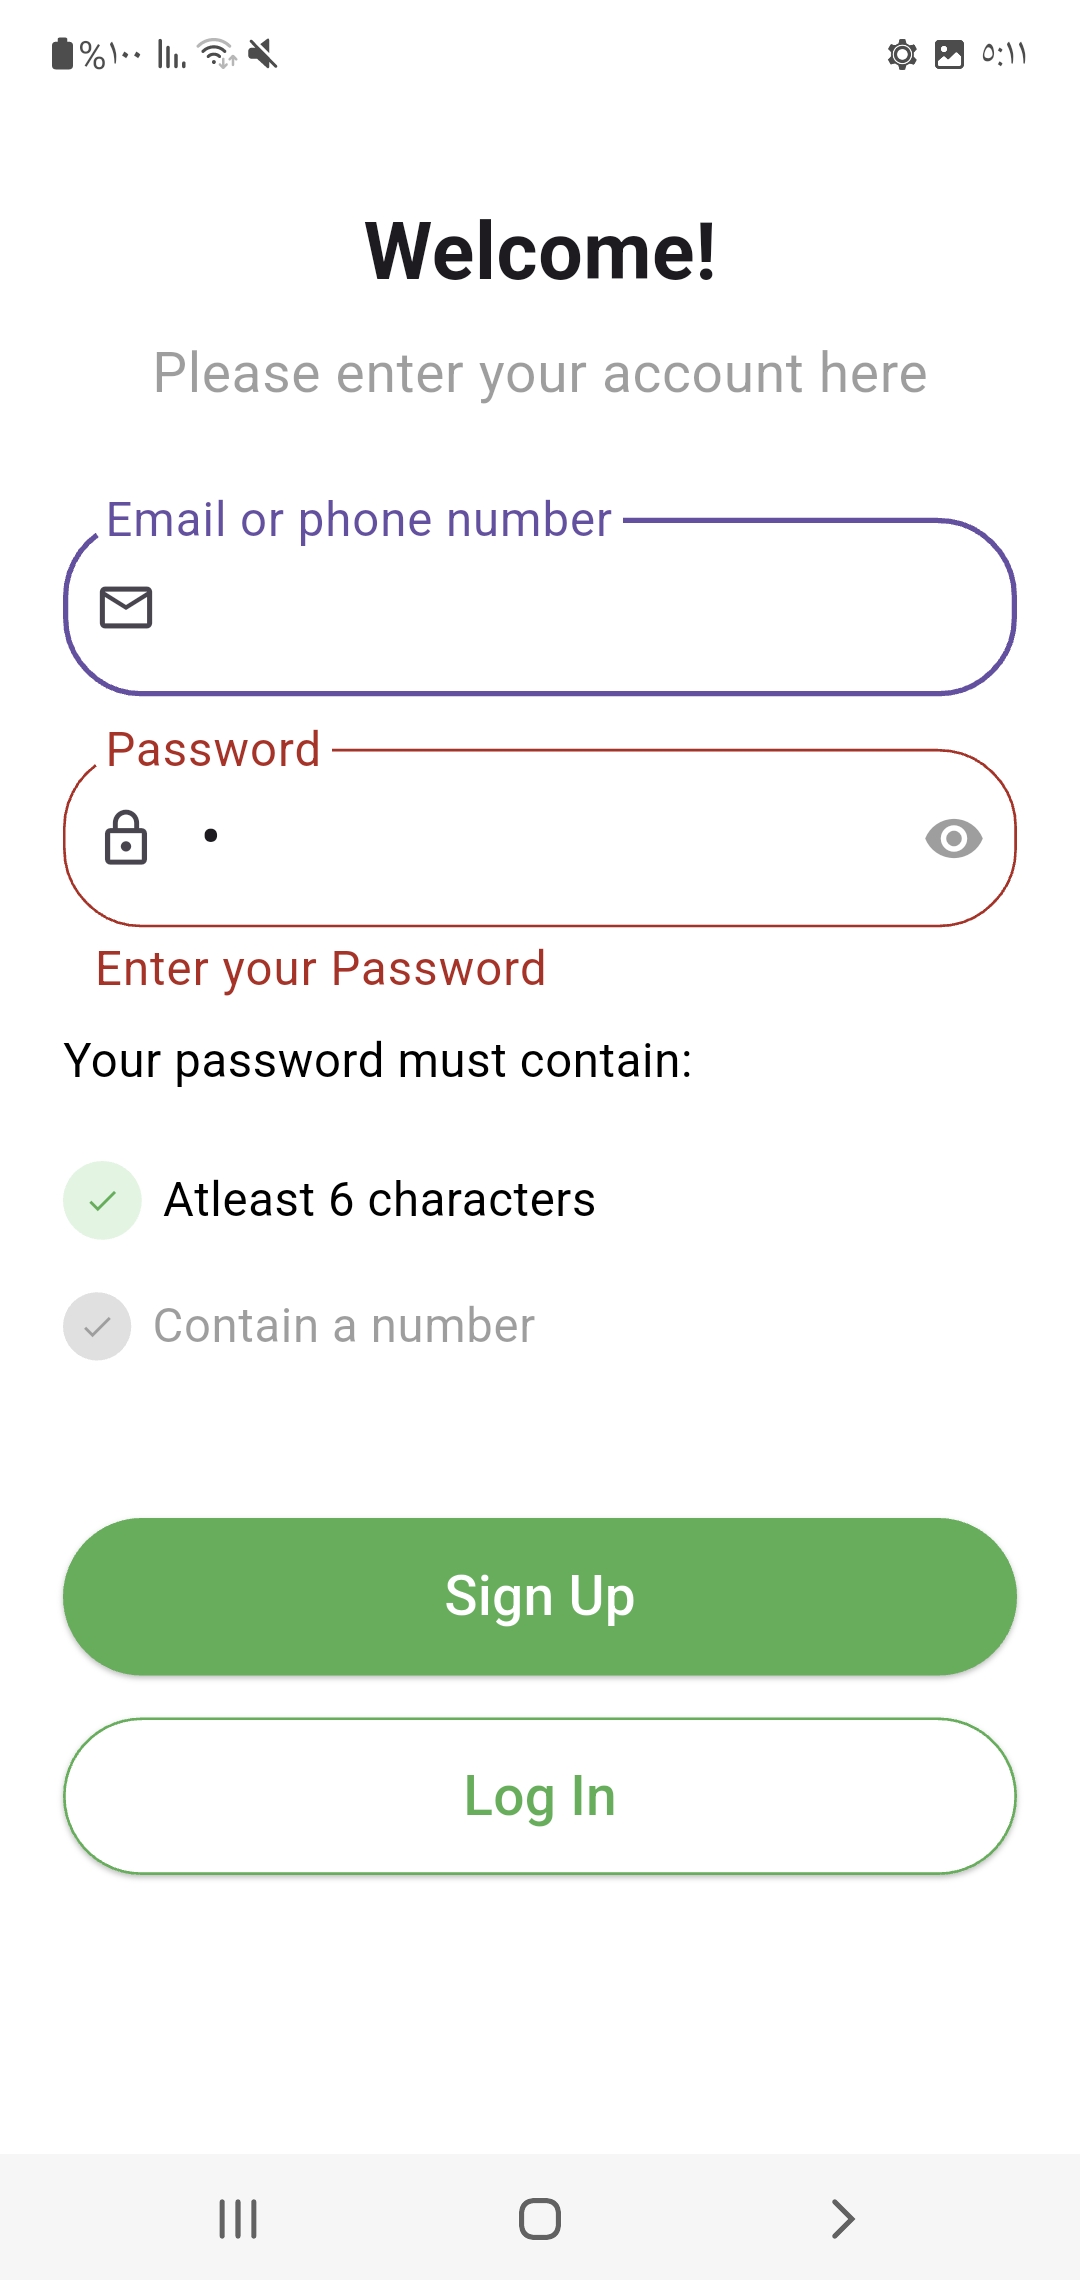 %١٠٠
٥:١١
Welcome!
Please enter your account here
Email or phone number
Password
•
Enter your Password
Your password must contain:
Atleast 6 characters
Contain a number
Sign Up
Log In